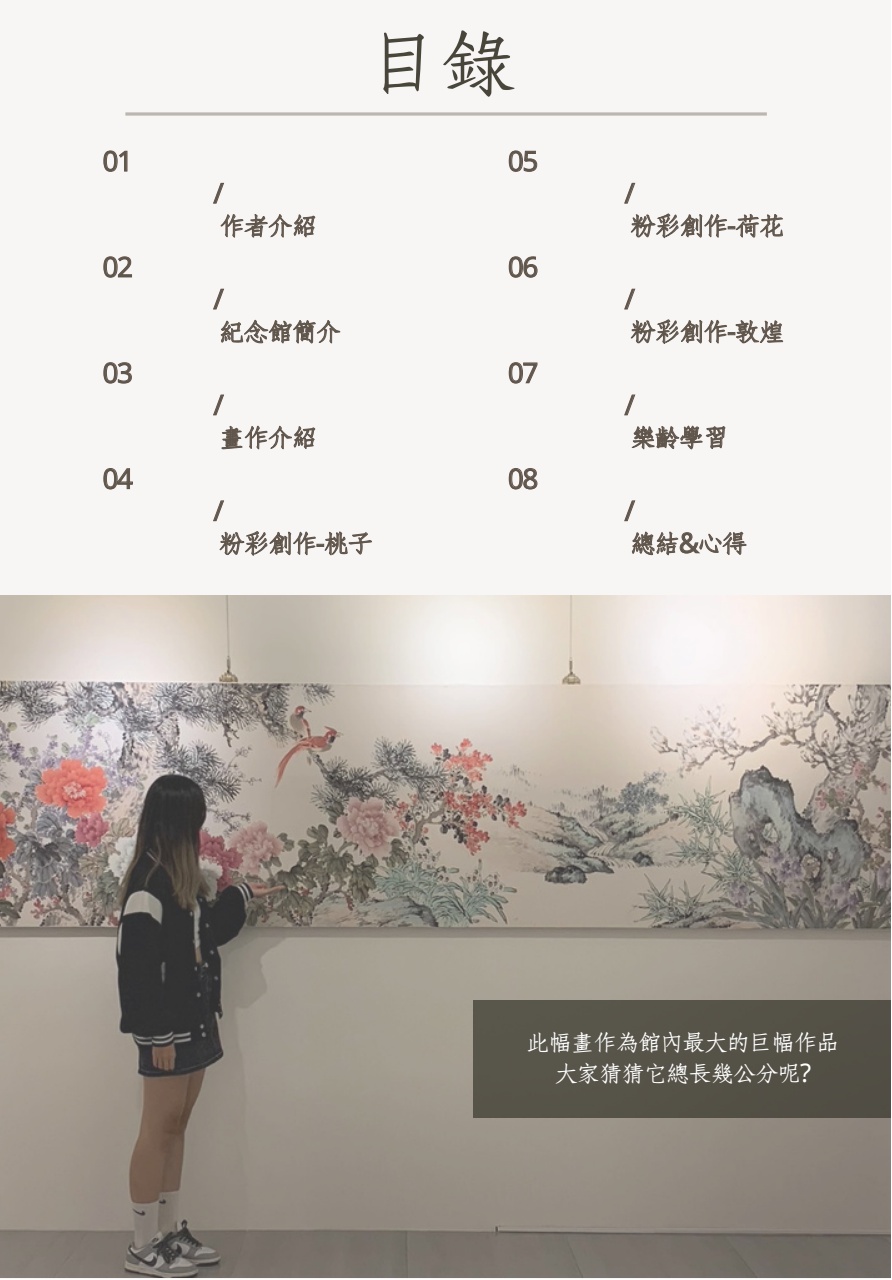 目錄
01
/
作者介紹
02
/
紀念館簡介
03
/
畫作介紹
04
/
粉彩創作-桃子
05
/
粉彩創作-荷花
06
/
粉彩創作-敦煌
07
/
樂齡學習
08
/
總結&心得
此幅畫作為館內最大的巨幅作品
大家猜猜它總長幾公分呢?